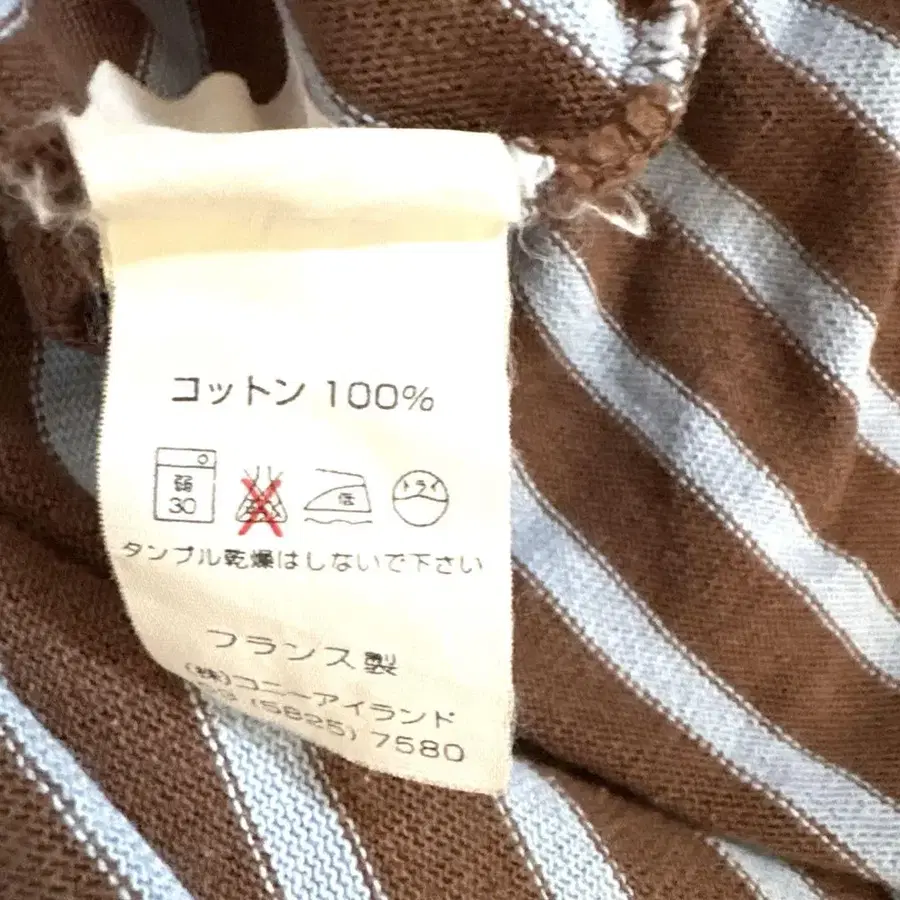 コットン 100%
弱
30
低
ドライ
タンブル乾燥はしないで下さい
フランス製
(株)コニーアイランド
(5825) 7580